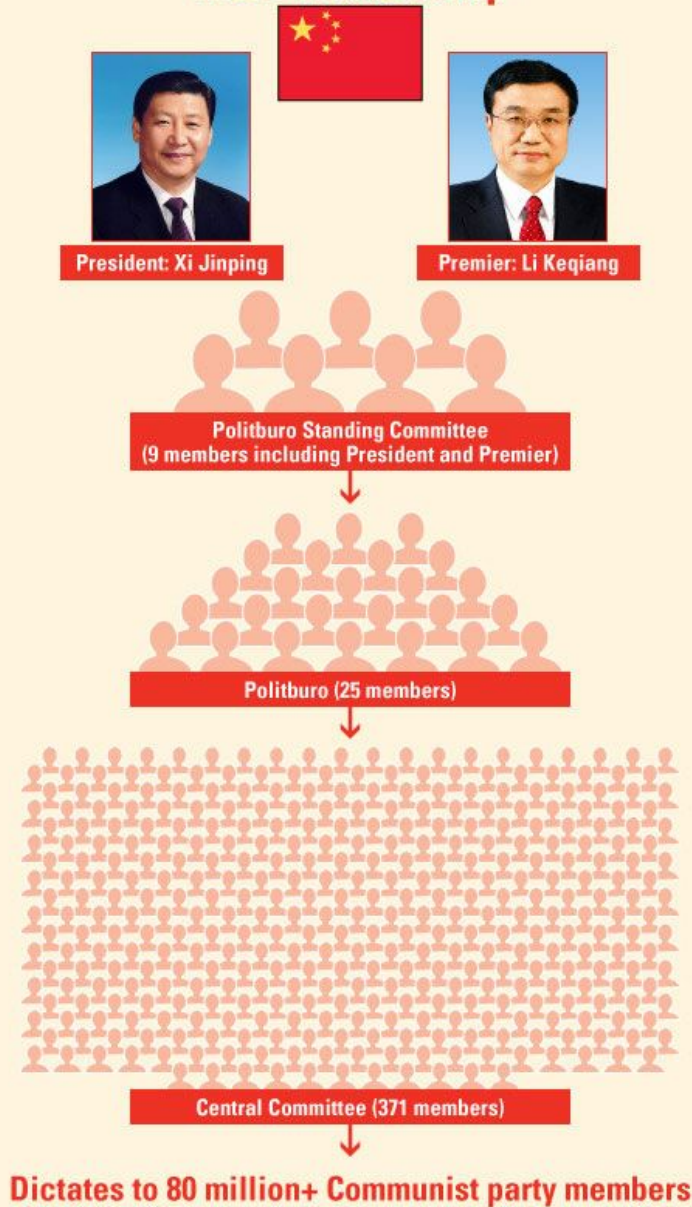 President: Xi Jinping
Premier: Li Keqiang
Politburo Standing Committee
(9 members including President and Premier)
Politburo (25 members)
Central Committee (371 members)
Dictates to 80 million+ Communist party members